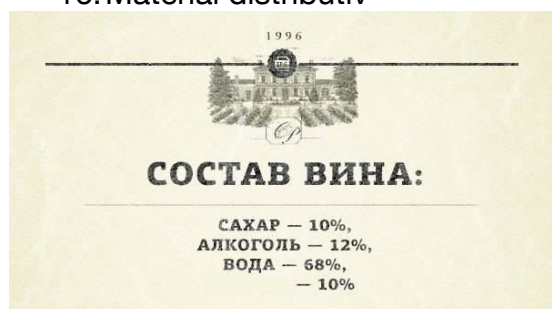 1996
СОСТАВ ВИНА:
САХАР — 10%,
АЛКОГОЛЬ — 12%,
ВОДА — 68%,
— 10%